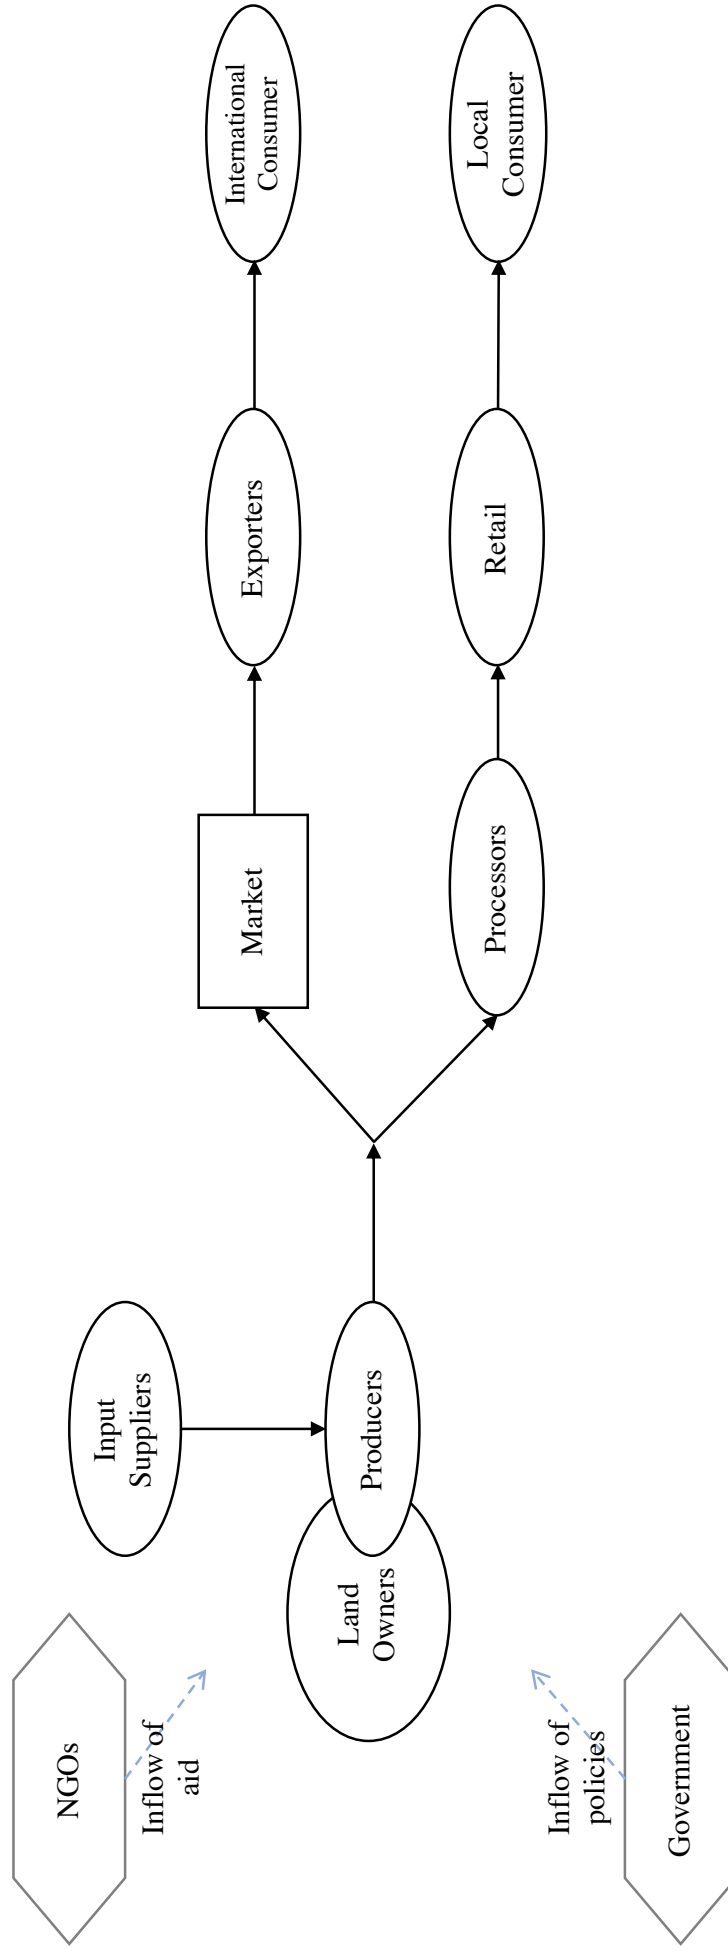 NGOs
Inflow of
aid
Input
Suppliers
Land
Owners
Producers
Inflow of
policies
Government
Market
Exporters
International
Consumer
Processors
Retail
Local
Consumer